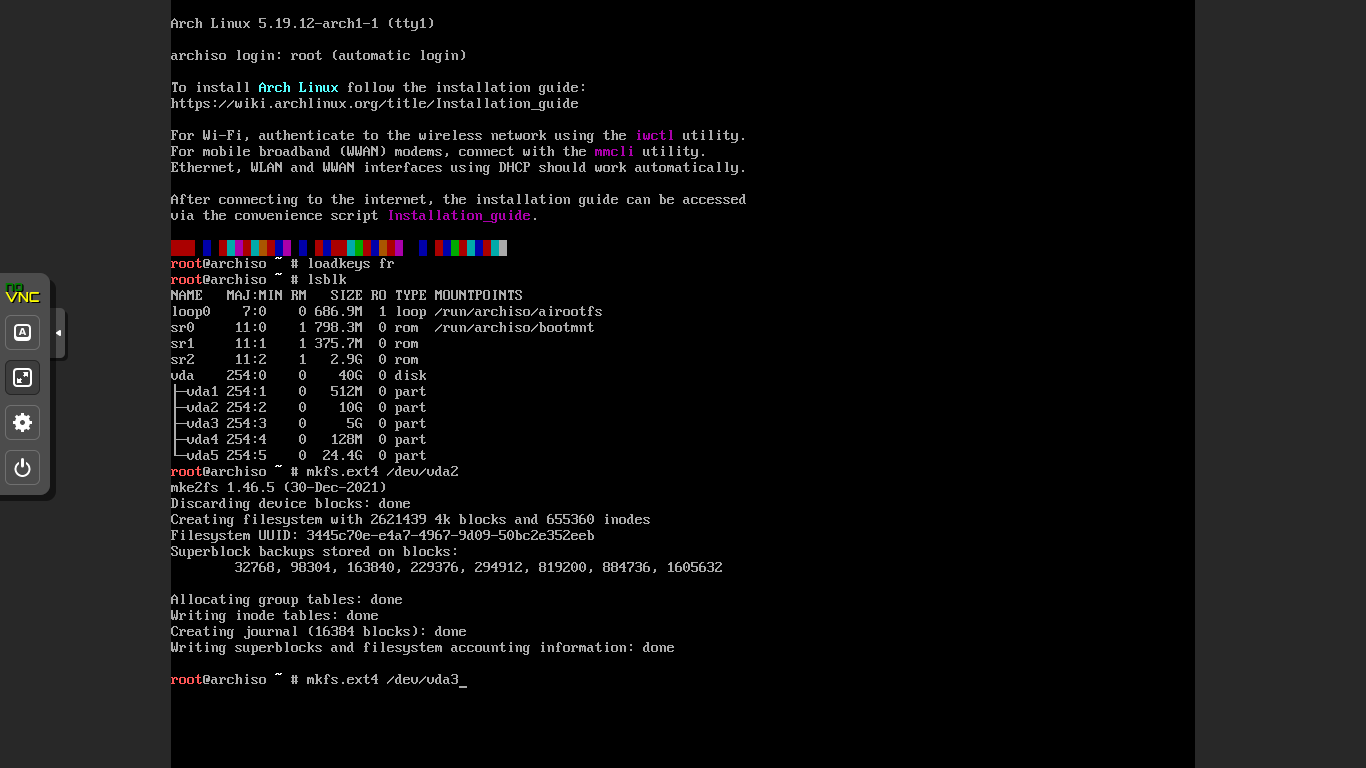 Arch Linux 5.19.12-arch1-1 (tty1)
archiso login: root (automatic login)
To install Arch Linux follow the installation guide:
https://wiki.archlinux.org/title/Installation_guide
For Wi-Fi, authenticate to the wireless network using the iwctl utility.
For mobile broadband (WWAN) modems, connect with the mmcli utility.
Ethernet, WLAN and WWAN interfaces using DHCP should work automatically.
After connecting to the internet, the installation guide can be accessed
via the convenience script Installation_guide.
root@archiso ~ # loadkeys fr
root@archiso ~ # lsblk
NAME   MAJ:MIN RM   SIZE RO TYPE MOUNTPOINTS
loop0    7:0    0 686.9M  1 loop /run/archiso/airootfs
sr0     11:0    1 798.3M  0 rom  /run/archiso/bootmnt
sr1     11:1    1 375.7M  0 rom
sr2     11:2    1   2.9G  0 rom
vda    254:0    0    40G  0 disk
├─vda1 254:1    0   512M  0 part
├─vda2 254:2    0    10G  0 part
├─vda3 254:3    0     5G  0 part
├─vda4 254:4    0   128M  0 part
└─vda5 254:5    0  24.4G  0 part
root@archiso ~ # mkfs.ext4 /dev/vda2
mke2fs 1.46.5 (30-Dec-2021)
Discarding device blocks: done
Creating filesystem with 2621439 4k blocks and 655360 inodes
Filesystem UUID: 3445c70e-e4a7-4967-9d09-50bc2e352eeb
Superblock backups stored on blocks:
        32768, 98304, 163840, 229376, 294912, 819200, 884736, 1605632
Allocating group tables: done
Writing inode tables: done
Creating journal (16384 blocks): done
Writing superblocks and filesystem accounting information: done
root@archiso ~ # mkfs.ext4 /dev/vda3_
no
VNC
A